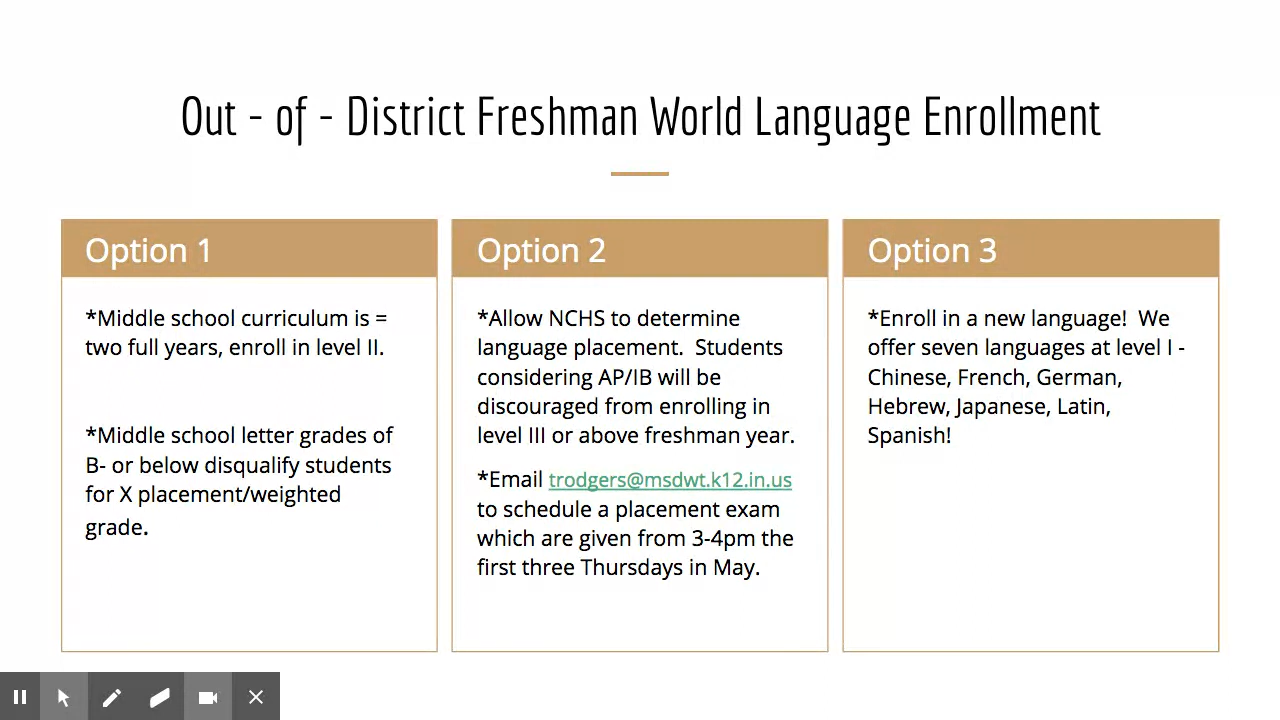 Out - of - District Freshman World Language Enrollment
Option 1
*Middle school curriculum is =
two full years, enroll in level II.
*Middle school letter grades of
B- or below disqualify students
for X placement/weighted
grade.
Option 2
*Allow NCHS to determine
language placement.  Students
considering AP/IB will be
discouraged from enrolling in
level III or above freshman year.
*Email trodgers@msdwt.k12.in.us
to schedule a placement exam
which are given from 3-4pm the
first three Thursdays in May.
Option 3
*Enroll in a new language!  We
offer seven languages at level I -
Chinese, French, German,
Hebrew, Japanese, Latin,
Spanish!